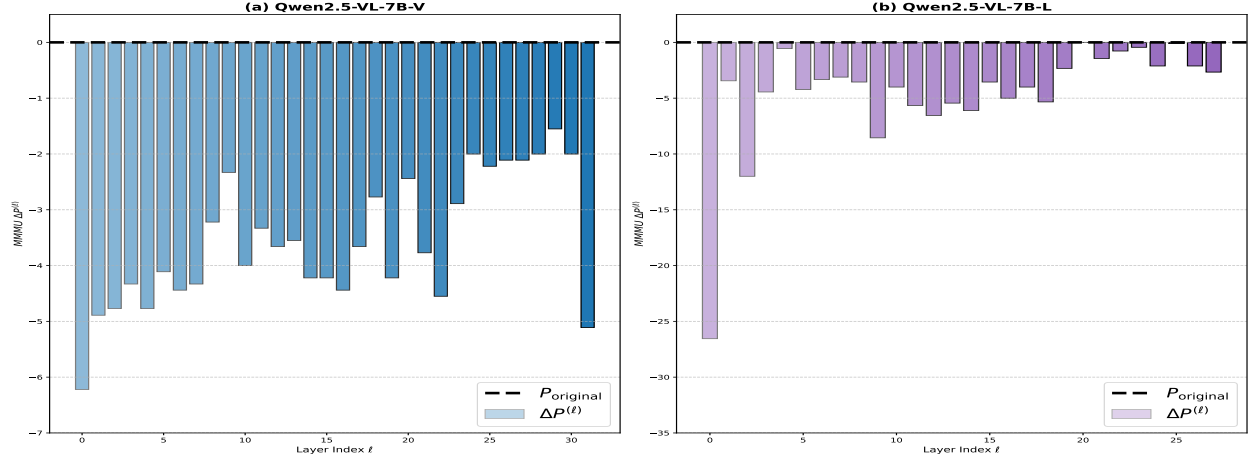 (a) Qwen2.5-VL-7B-V
0
−1
−2
−3
−4
−5
−6
−7
MMMU ΔP^(ℓ)
0 5 10 15 20 25 30
Layer Index ℓ
P_original
ΔP^(ℓ)
(b) Qwen2.5-VL-7B-L
0
−5
−10
−15
−20
−25
−30
−35
MMMU ΔP^(ℓ)
0 5 10 15 20 25
Layer Index ℓ
P_original
ΔP^(ℓ)